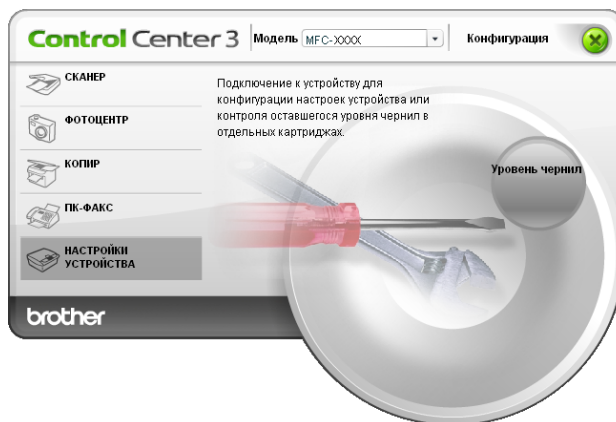 Control Center 3 Модель MFC-XXXX Конфигурация
СКАНЕР
ФОТОЦЕНТР
КОПИР
ПК-ФАКС
НАСТРОЙКИ
УСТРОЙСТВА
Подключение к устройству для
конфигурации настроек устройства или
контроля оставшегося уровня чернил в
отдельных картриджах.
Уровень чернил
brother